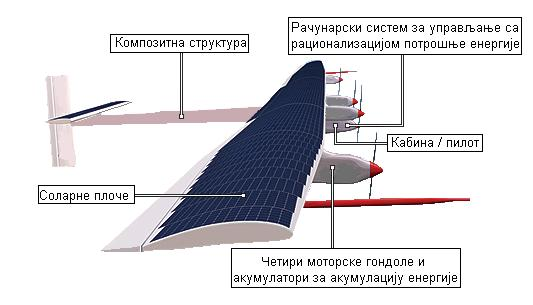 Рачунарски систем за управљање са
рационализацијом потрошње енергије
Композитна структура
Кабина / пилот
Соларне плоче
Четири моторске гондоле и
акумулатори за акумулацију енергије